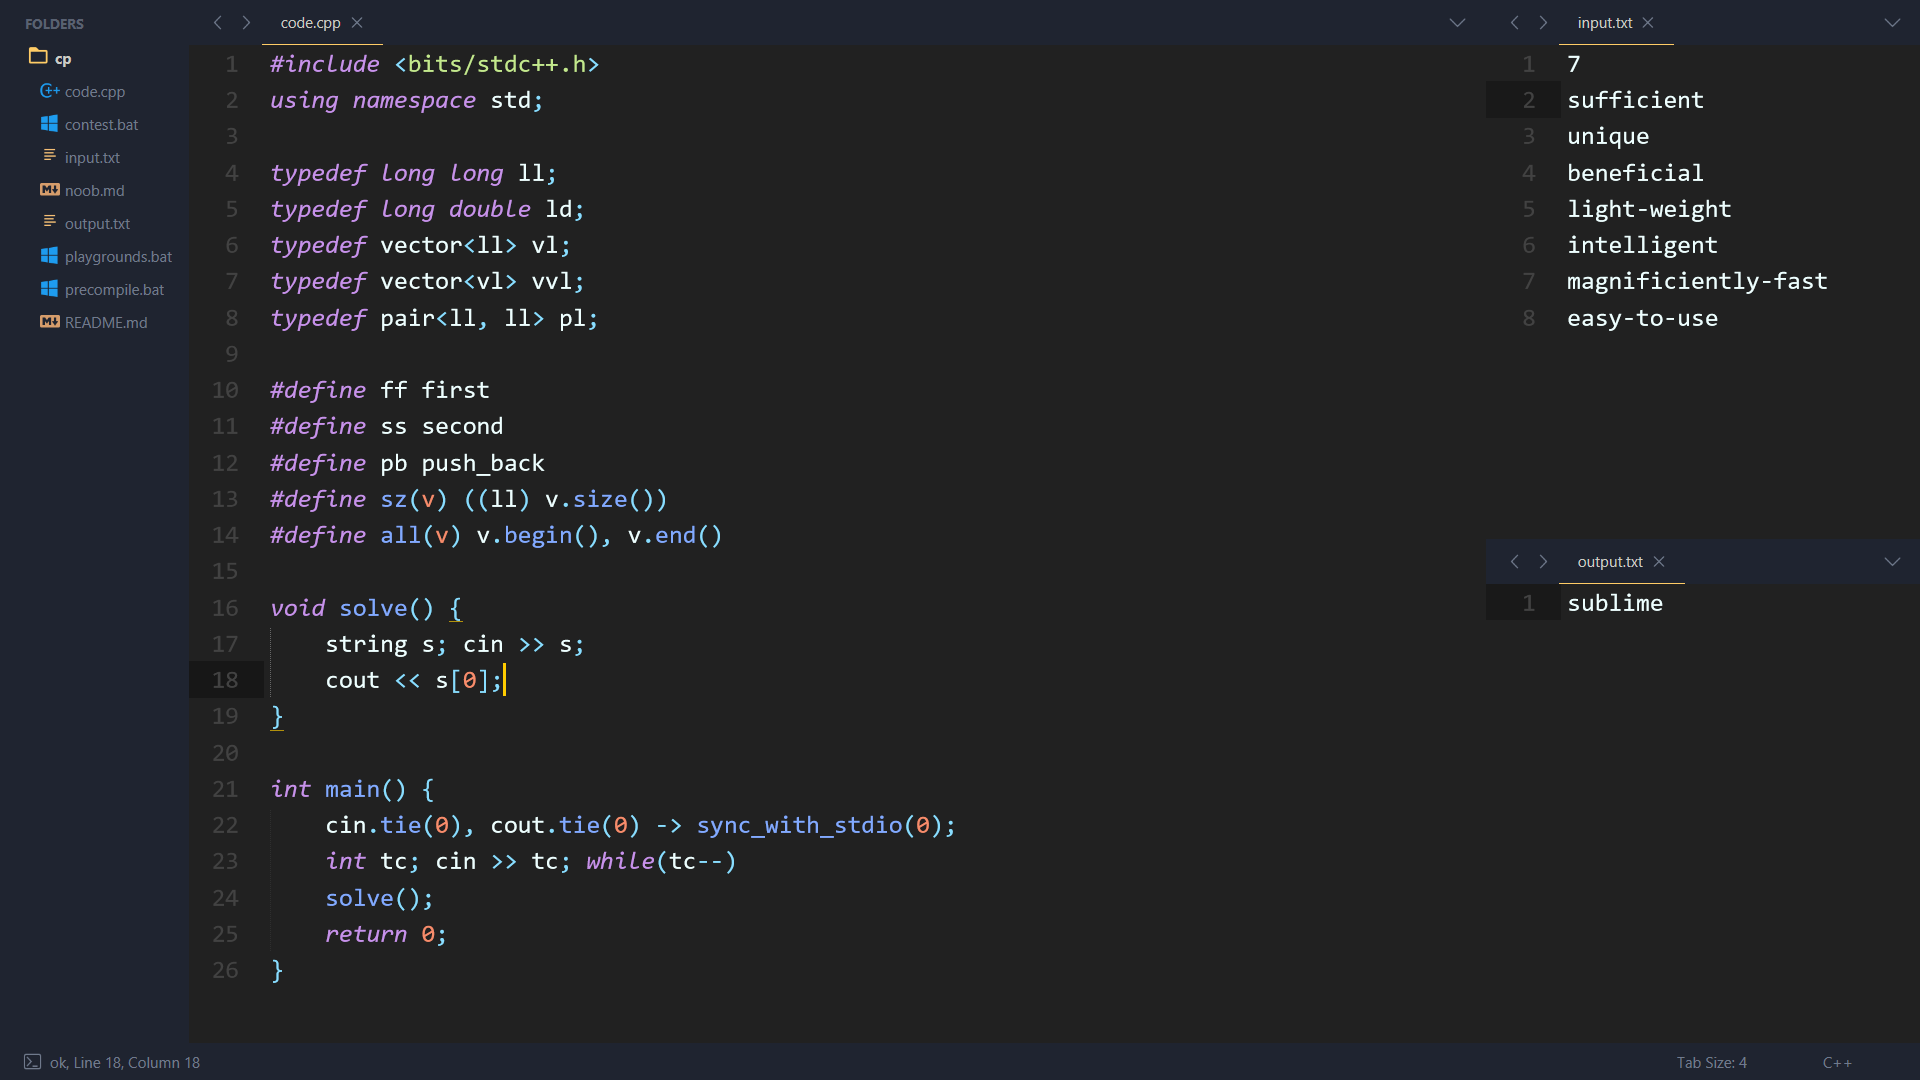 FOLDERS
cp
code.cpp
contest.bat
input.txt
noob.md
output.txt
playgrounds.bat
precompile.bat
README.md
code.cpp
1 #include <bits/stdc++.h>
2 using namespace std;
3
4 typedef long long ll;
5 typedef long double ld;
6 typedef vector<ll> vl;
7 typedef vector<vl> vvl;
8 typedef pair<ll, ll> pl;
9
10 #define ff first
11 #define ss second
12 #define pb push_back
13 #define sz(v) ((ll) v.size())
14 #define all(v) v.begin(), v.end()
15
16 void solve() {
17     string s; cin >> s;
18     cout << s[0];
19 }
20
21 int main() {
22     cin.tie(0), cout.tie(0) -> sync_with_stdio(0);
23     int tc; cin >> tc; while(tc--)
24     solve();
25     return 0;
26 }
input.txt
1 7
2 sufficient
3 unique
4 beneficial
5 light-weight
6 intelligent
7 magnificiently-fast
8 easy-to-use
output.txt
1 sublime
ok, Line 18, Column 18
Tab Size: 4
C++